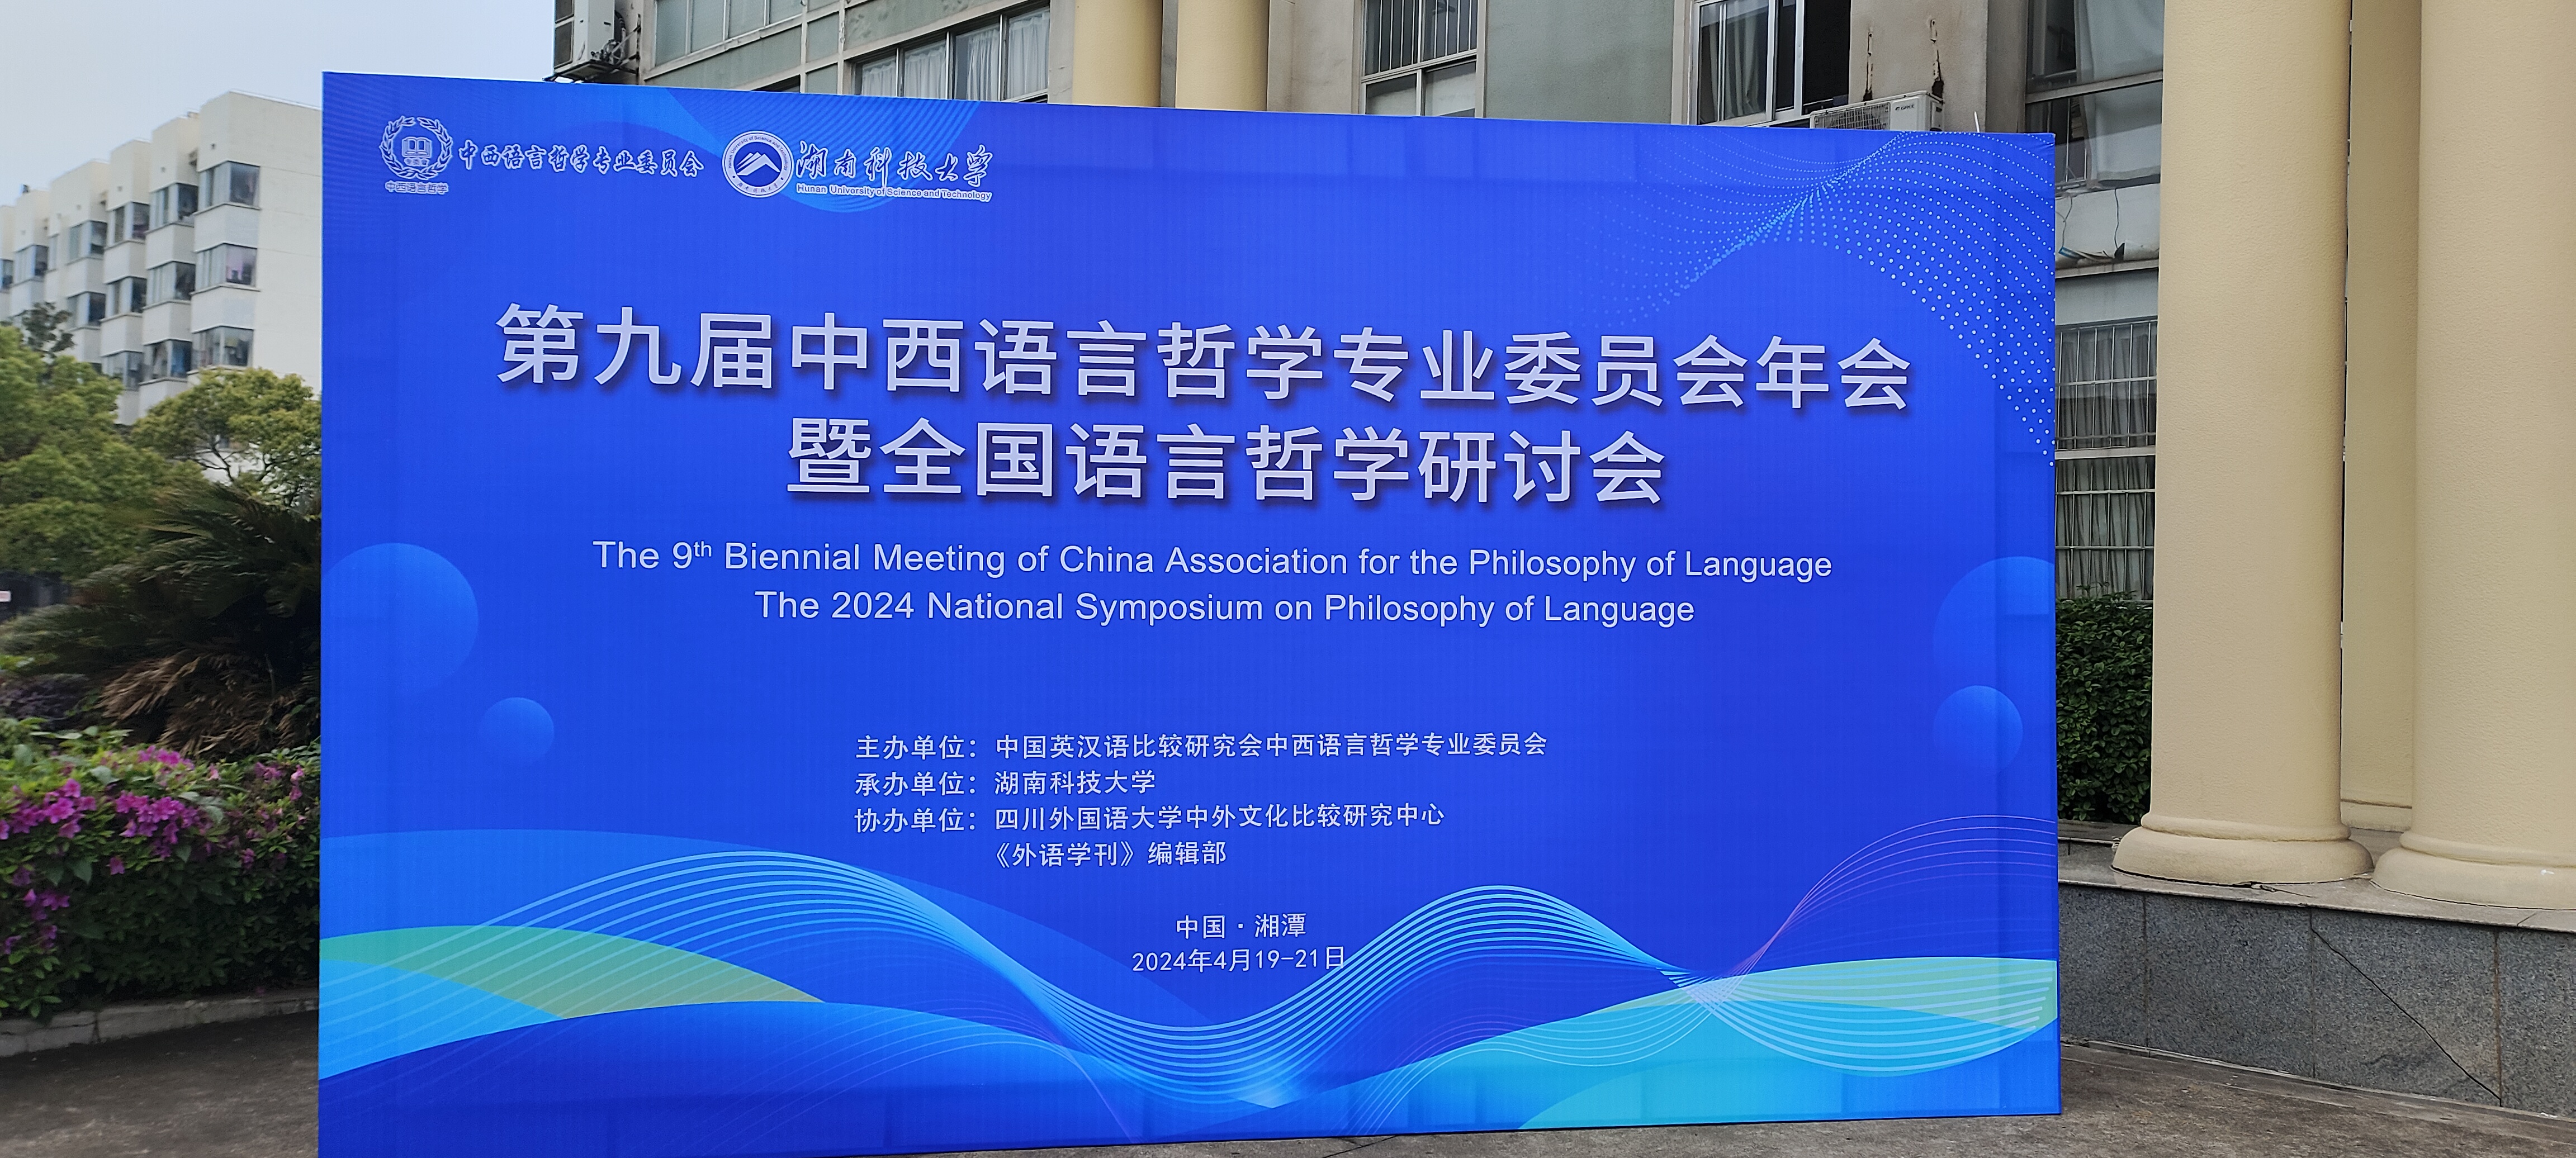 中西语言哲学
中西语言哲学专业委员会
湖南科技大学
Hunan University of Science and Technology
第九届中西语言哲学专业委员会年会
暨全国语言哲学研讨会
The 9th Biennial Meeting of China Association for the Philosophy of Language
The 2024 National Symposium on Philosophy of Language
主办单位：中国英汉语比较研究会中西语言哲学专业委员会
承办单位：湖南科技大学
协办单位：四川外国语大学中外文化比较研究中心
《外语学刊》编辑部
中国·湘潭
2024年4月19-21日